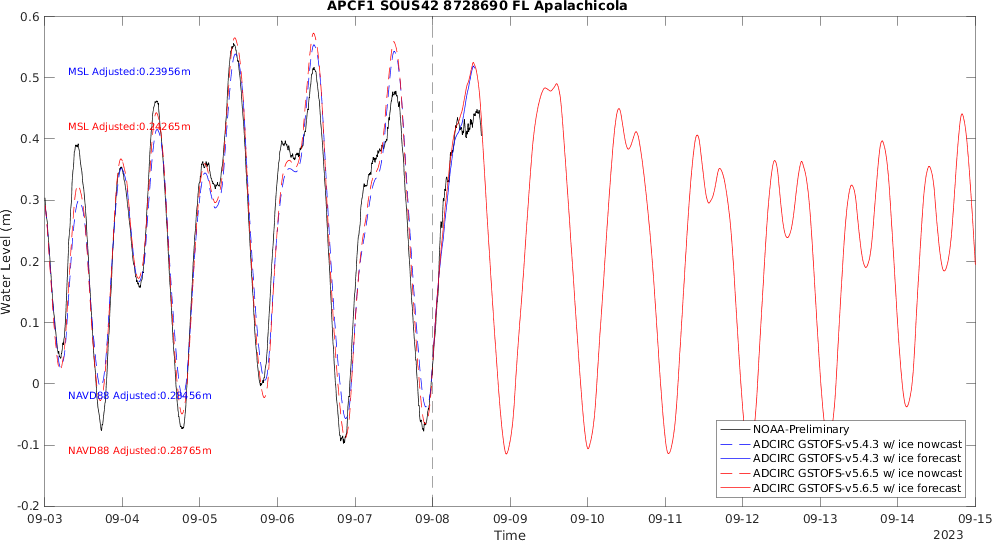 APCF1 SOUS42 8728690 FL Apalachicola
0.6
0.5
0.4
0.3
0.2
0.1
0
-0.1
-0.2
Water Level (m)
MSL Adjusted:0.23956m
MSL Adjusted:0.24265m
NAVD88 Adjusted:0.28456m
NAVD88 Adjusted:0.28765m
NOAA-Preliminary
ADCIRC GSTOFS-v5.4.3 w/ ice nowcast
ADCIRC GSTOFS-v5.4.3 w/ ice forecast
ADCIRC GSTOFS-v5.6.5 w/ ice nowcast
ADCIRC GSTOFS-v5.6.5 w/ ice forecast
09-03 09-04 09-05 09-06 09-07 09-08 09-09 09-10 09-11 09-12 09-13 09-14 09-15
Time
2023